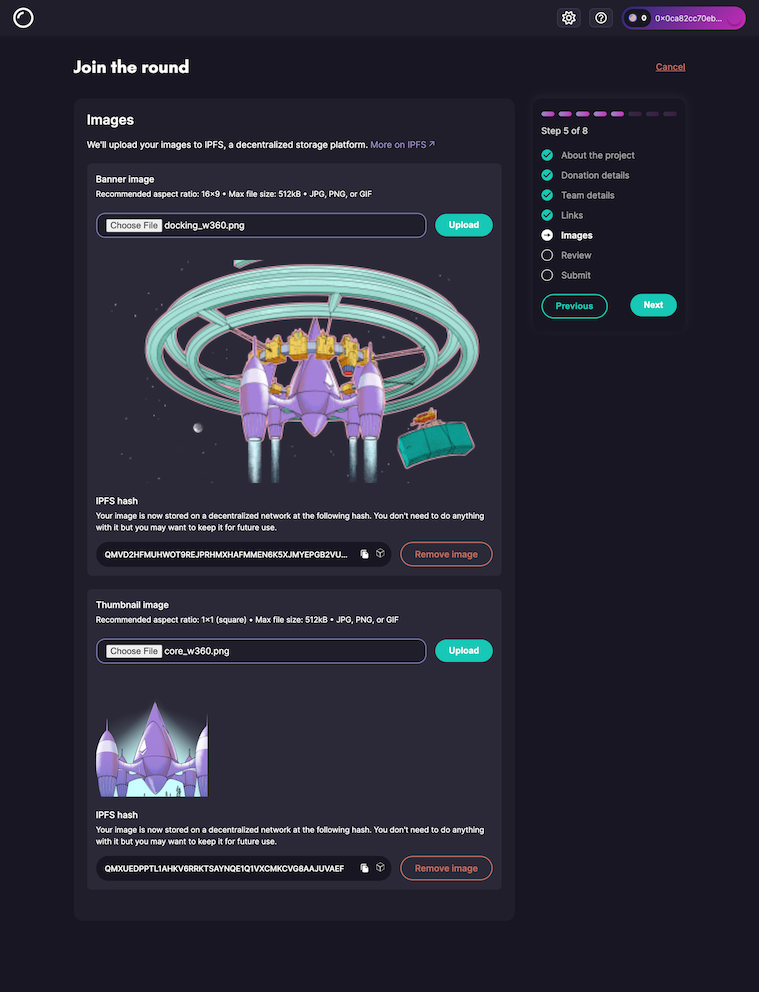 0
0x0ca82cc70eb...
Join the round
Cancel
Images
We'll upload your images to IPFS, a decentralized storage platform. More on IPFS ↗
Banner image
Recommended aspect ratio: 16x9 • Max file size: 512kB • JPG, PNG, or GIF
Choose File docking_w360.png
Upload
IPFS hash
Your image is now stored on a decentralized network at the following hash. You don't need to do anything
with it but you may want to keep it for future use.
QMVD2HFMUHWOT9REJPRHMXHAFMMEN6K5XJMYEPGB2VU...
Remove image
Thumbnail image
Recommended aspect ratio: 1x1 (square) • Max file size: 512kB • JPG, PNG, or GIF
Choose File core_w360.png
Upload
IPFS hash
Your image is now stored on a decentralized network at the following hash. You don't need to do anything
with it but you may want to keep it for future use.
QMXUEDPPTL1AHKV6RRKTSAYNQE1Q1VXCMKCVG8AAJUVAEF
Remove image
Step 5 of 8
About the project
Donation details
Team details
Links
Images
Review
Submit
Previous
Next